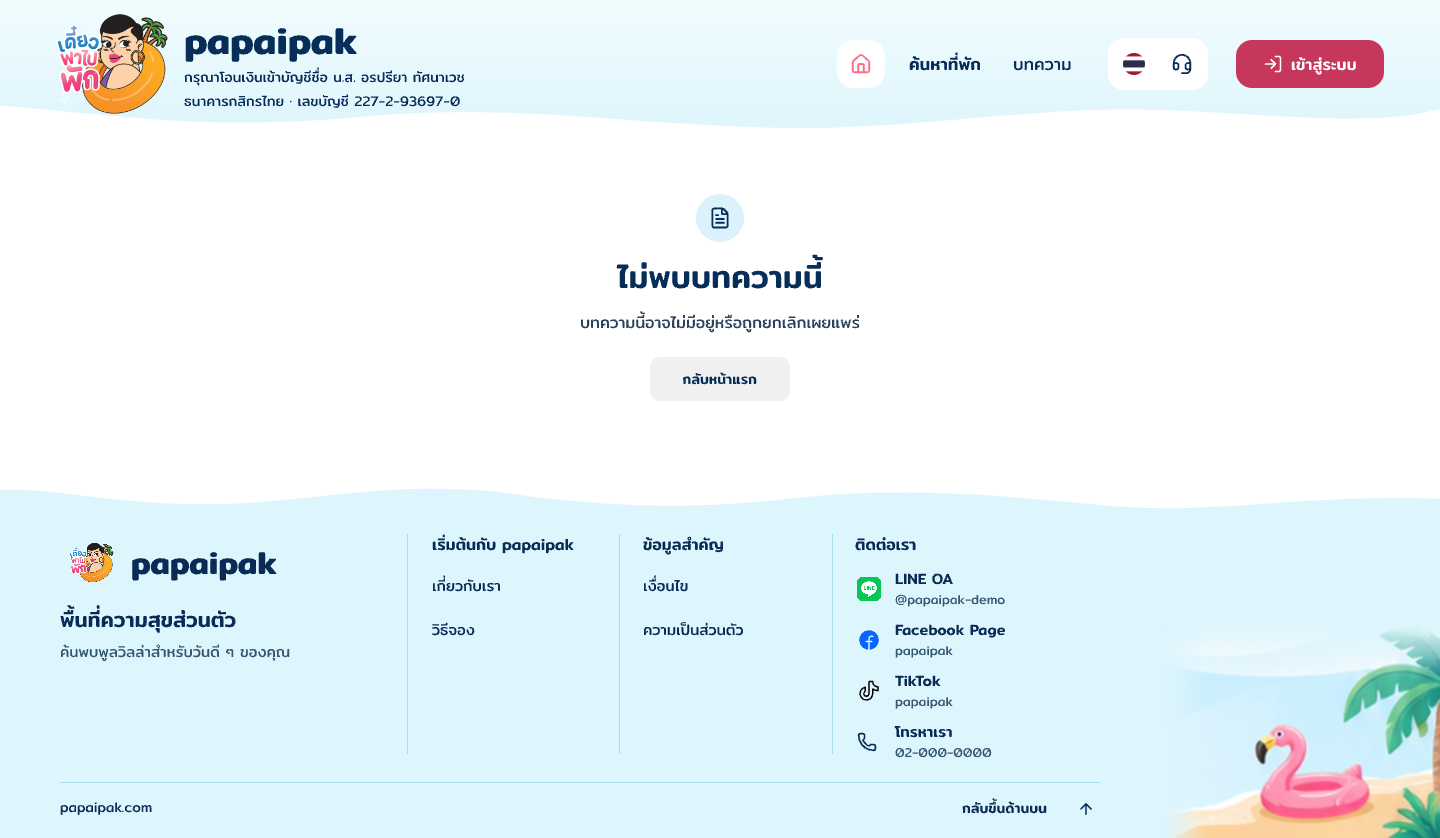 เดี๋ยว
พาไป
พัก
papaipak
กรุณาโอนเงินเข้าบัญชีชื่อ น.ส. อรปรียา ทัศนาเวช
ธนาคารกสิกรไทย · เลขบัญชี 227-2-93697-0
ค้นหาที่พัก
บทความ
เข้าสู่ระบบ
ไม่พบบทความนี้
บทความนี้อาจไม่มีอยู่หรือถูกยกเลิกเผยแพร่
กลับหน้าแรก
เดี๋ยว
พาไป
พัก
papaipak
พื้นที่ความสุขส่วนตัว
ค้นพบพูลวิลล่าสำหรับวันดี ๆ ของคุณ
เริ่มต้นกับ papaipak
เกี่ยวกับเรา
วิธีจอง
ข้อมูลสำคัญ
เงื่อนไข
ความเป็นส่วนตัว
ติดต่อเรา
LINE
LINE OA
@papaipak-demo
Facebook Page
papaipak
TikTok
papaipak
โทรหาเรา
02-000-0000
papaipak.com
กลับขึ้นด้านบน